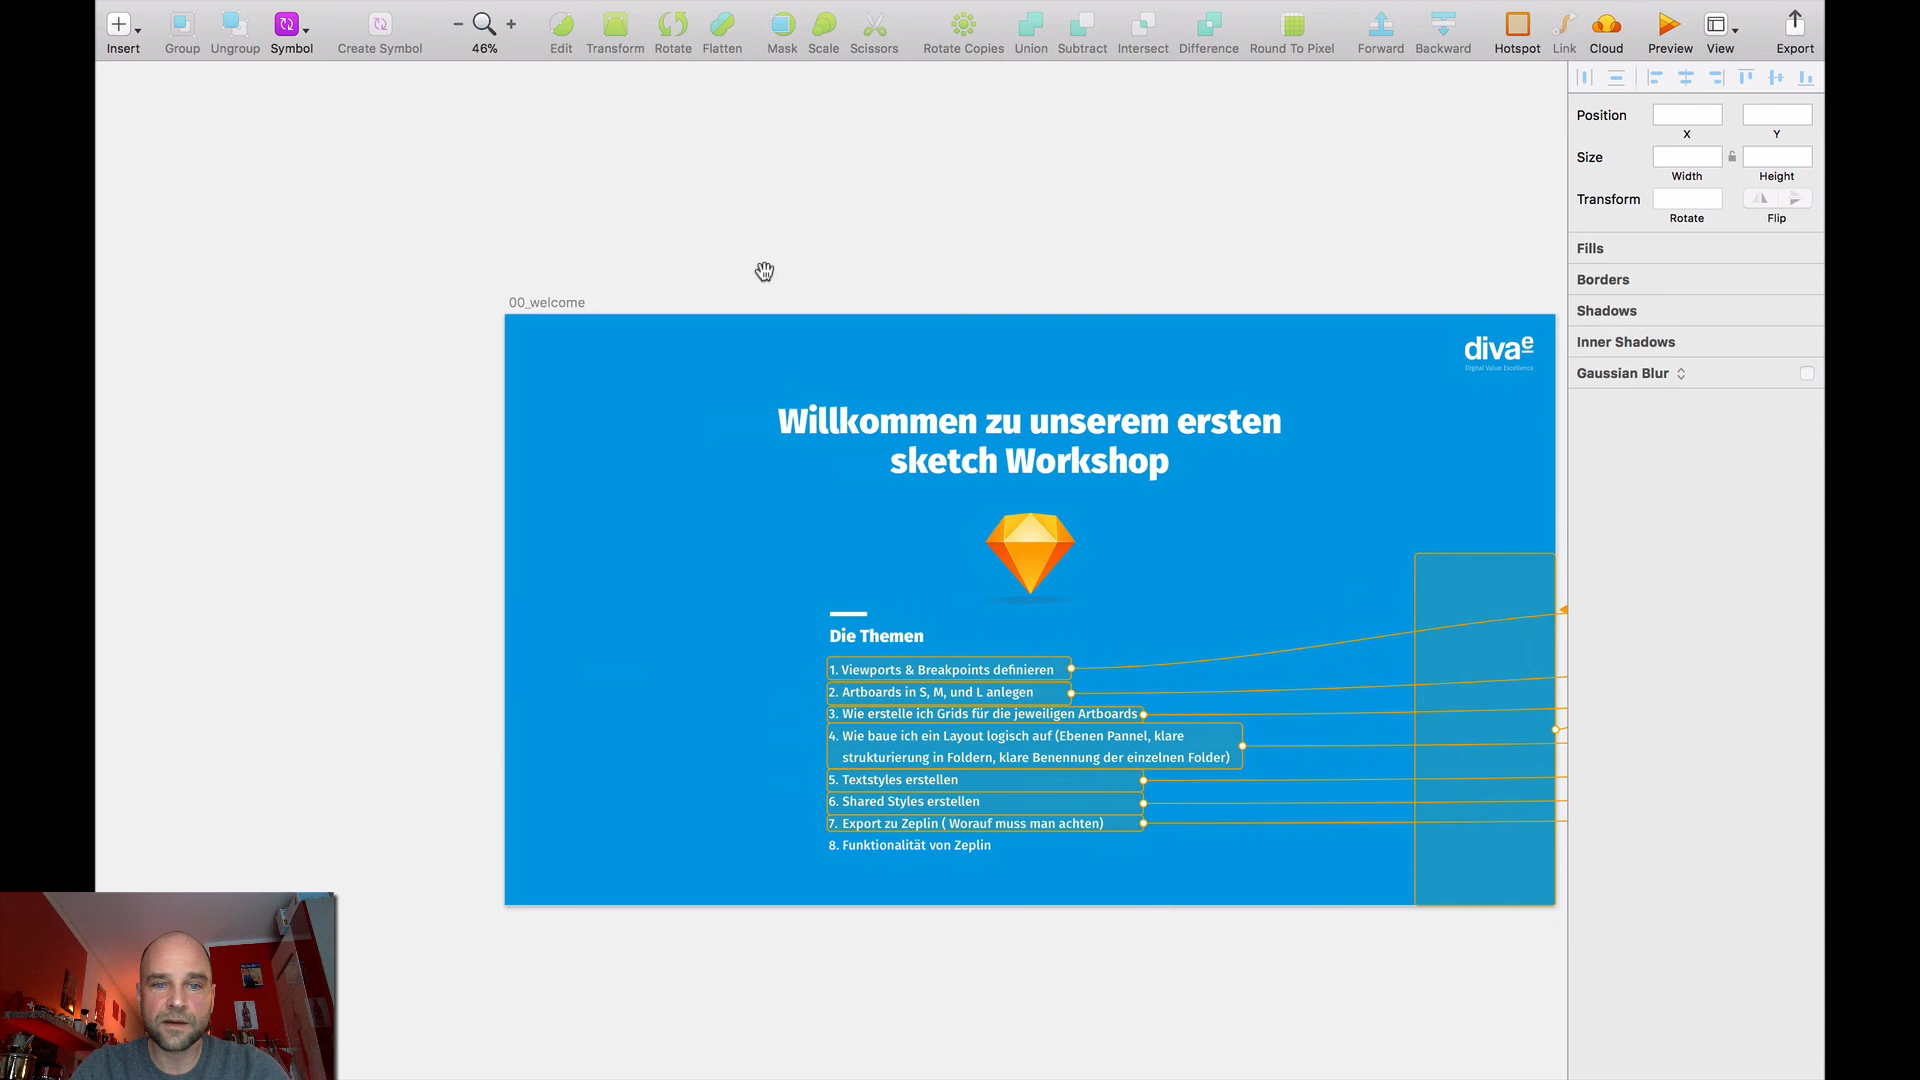 Insert
Group
Ungroup
Symbol
Create Symbol
46%
Edit
Transform
Rotate
Flatten
Mask
Scale
Scissors
Rotate Copies
Union
Subtract
Intersect
Difference
Round To Pixel
Forward
Backward
Hotspot
Link
Cloud
Preview
View
Export
Position
X
Y
Size
Width
Height
Transform
Rotate
Flip
Fills
Borders
Shadows
Inner Shadows
Gaussian Blur
00_welcome
divae
Digital Value Excellence
Willkommen zu unserem ersten
sketch Workshop
Die Themen
1. Viewports & Breakpoints definieren
2. Artboards in S, M, und L anlegen
3. Wie erstelle ich Grids für die jeweiligen Artboards
4. Wie baue ich ein Layout logisch auf (Ebenen Pannel, klare
strukturierung in Foldern, klare Benennung der einzelnen Folder)
5. Textstyles erstellen
6. Shared Styles erstellen
7. Export zu Zeplin ( Worauf muss man achten)
8. Funktionalität von Zeplin